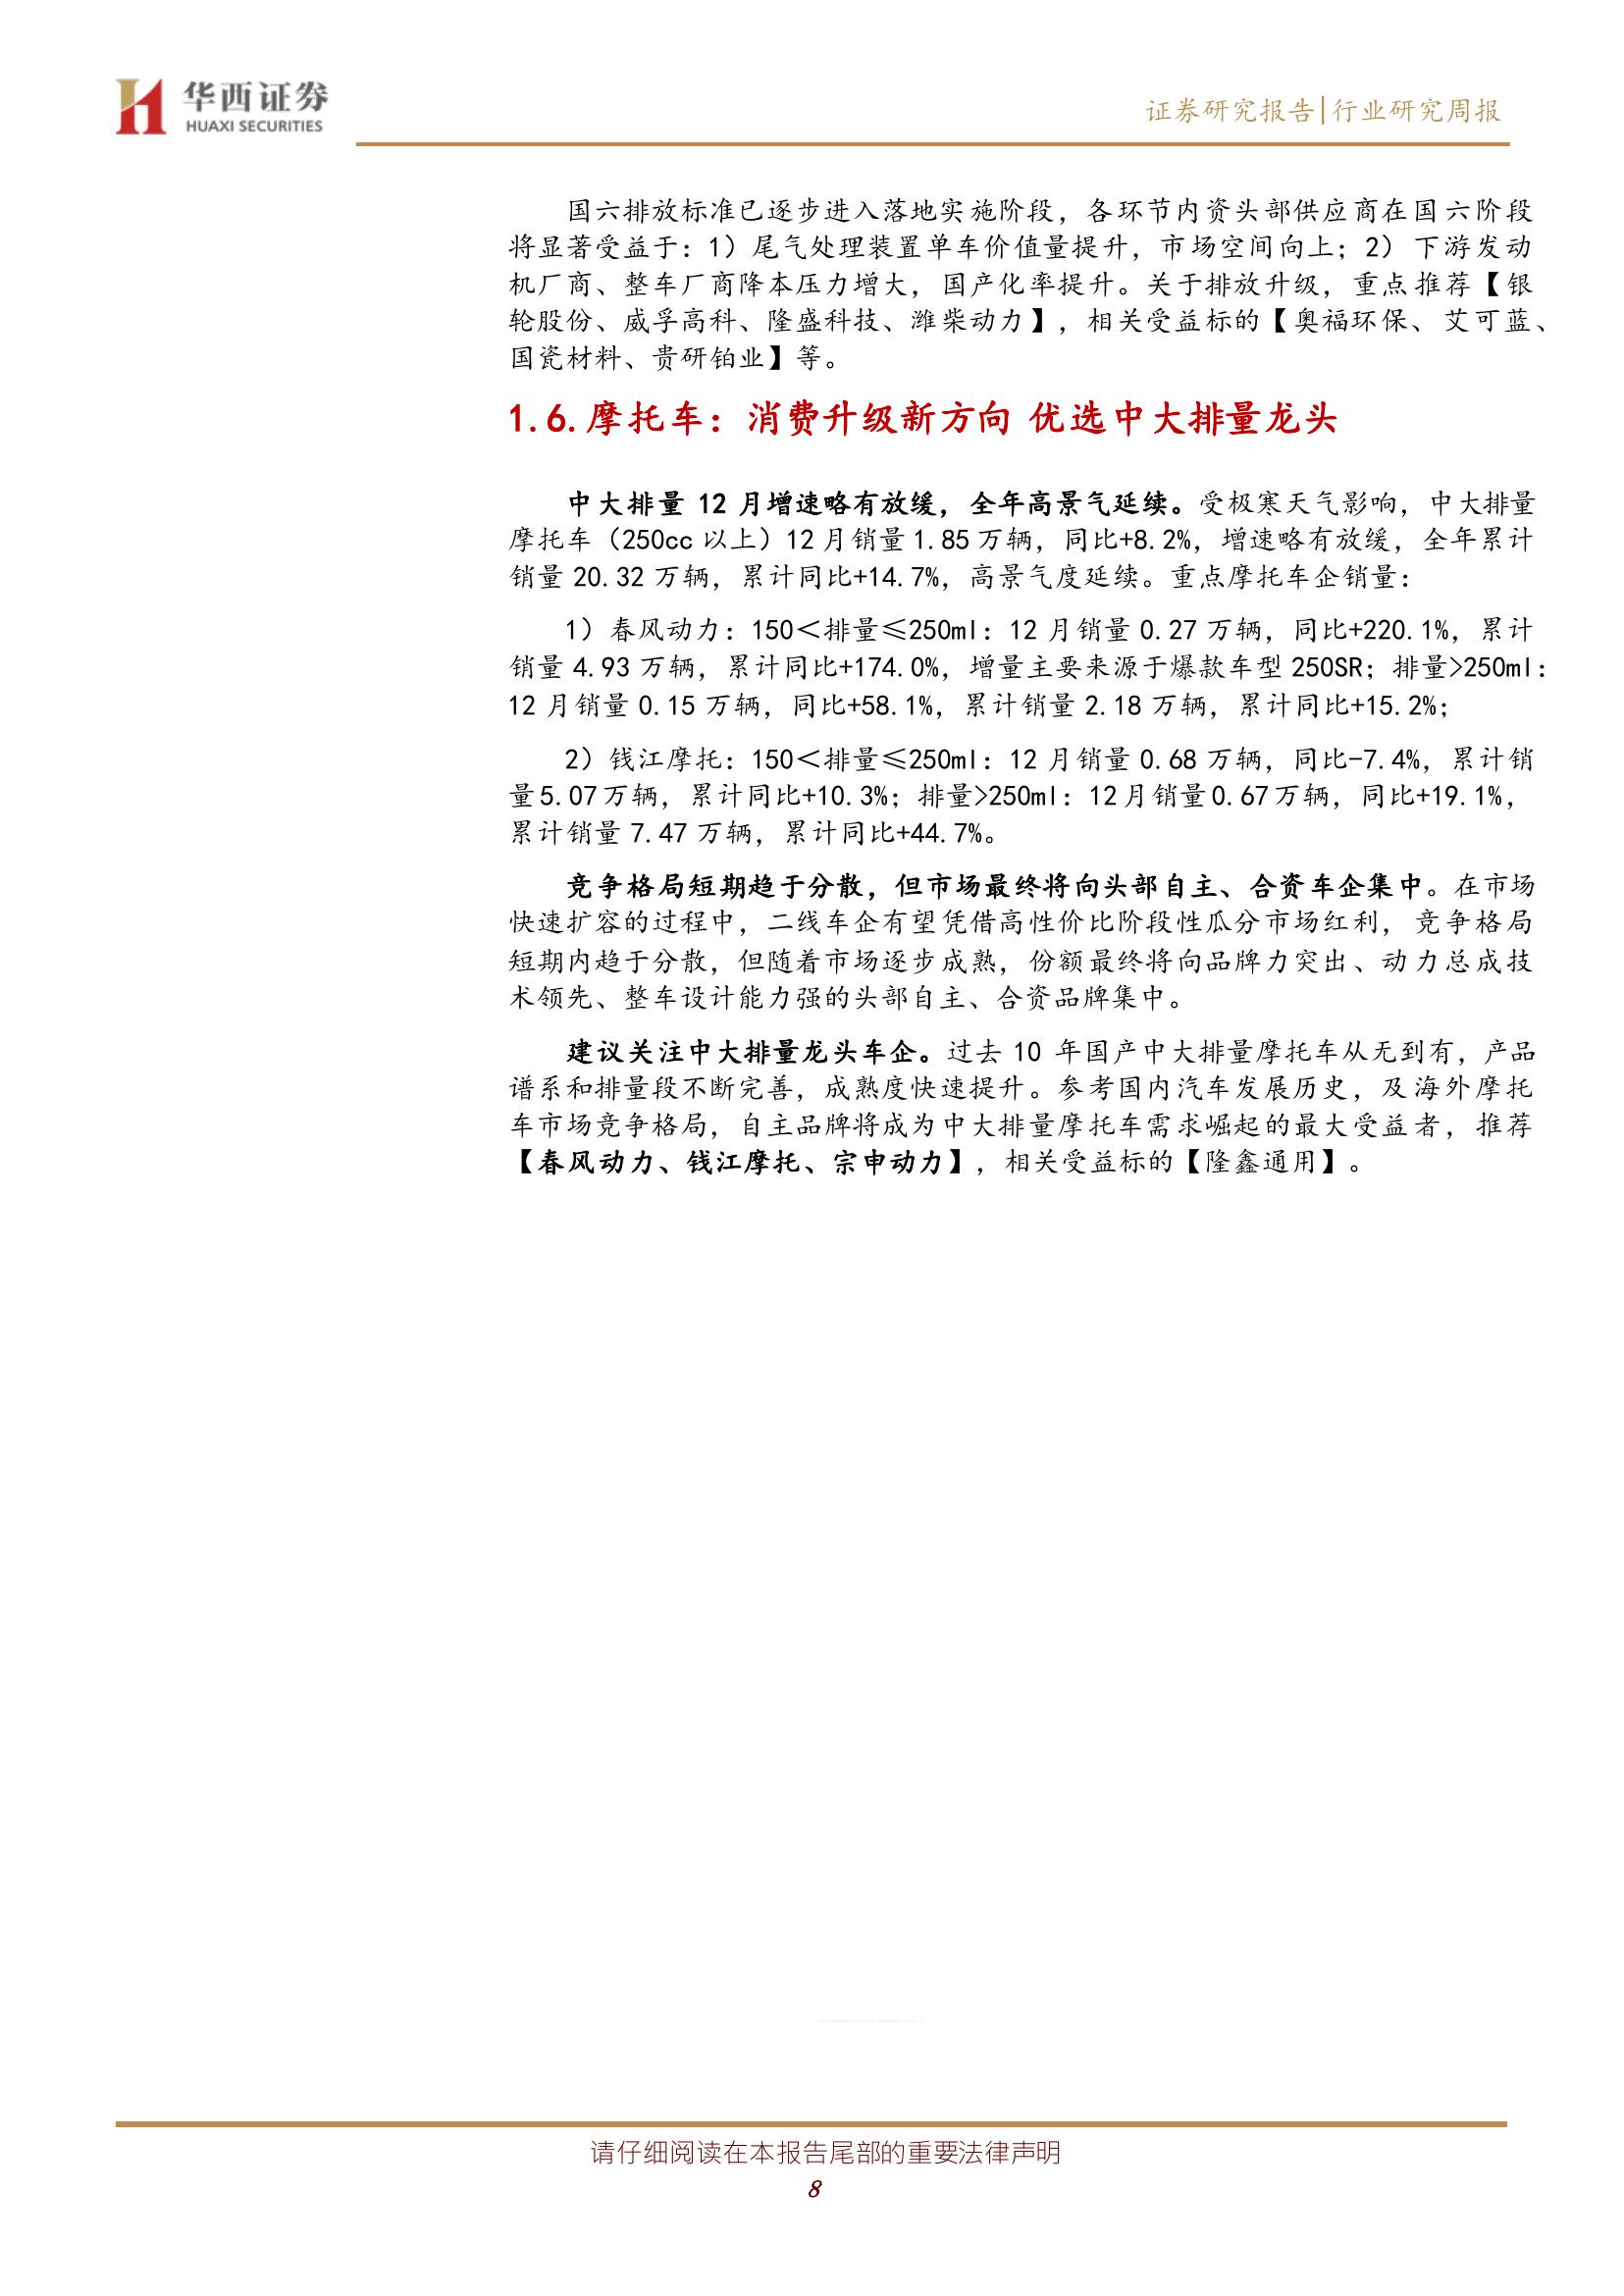 华西证券
HUAXI SECURITIES
证券研究报告|行业研究周报
国六排放标准已逐步进入落地实施阶段，各环节内资头部供应商在国六阶段
将显著受益于：1）尾气处理装置单车价值量提升，市场空间向上；2）下游发动
机厂商、整车厂商降本压力增大，国产化率提升。关于排放升级，重点推荐【银
轮股份、威孚高科、隆盛科技、潍柴动力】，相关受益标的【奥福环保、艾可蓝、
国瓷材料、贵研铂业】等。
1.6.摩托车：消费升级新方向 优选中大排量龙头
中大排量 12 月增速略有放缓，全年高景气延续。受极寒天气影响，中大排量
摩托车（250cc 以上）12 月销量 1.85 万辆，同比+8.2%，增速略有放缓，全年累计
销量 20.32 万辆，累计同比+14.7%，高景气度延续。重点摩托车企销量：
1）春风动力：150＜排量≤250ml：12 月销量 0.27 万辆，同比+220.1%，累计
销量 4.93 万辆，累计同比+174.0%，增量主要来源于爆款车型 250SR；排量>250ml：
12 月销量 0.15 万辆，同比+58.1%，累计销量 2.18 万辆，累计同比+15.2%；
2）钱江摩托：150＜排量≤250ml：12 月销量 0.68 万辆，同比-7.4%，累计销
量 5.07 万辆，累计同比+10.3%；排量>250ml：12 月销量 0.67 万辆，同比+19.1%，
累计销量 7.47 万辆，累计同比+44.7%。
竞争格局短期趋于分散，但市场最终将向头部自主、合资车企集中。在市场
快速扩容的过程中，二线车企有望凭借高性价比阶段性瓜分市场红利，竞争格局
短期内趋于分散，但随着市场逐步成熟，份额最终将向品牌力突出、动力总成技
术领先、整车设计能力强的头部自主、合资品牌集中。
建议关注中大排量龙头车企。过去 10 年国产中大排量摩托车从无到有，产品
谱系和排量段不断完善，成熟度快速提升。参考国内汽车发展历史，及海外摩托
车市场竞争格局，自主品牌将成为中大排量摩托车需求崛起的最大受益者，推荐
【春风动力、钱江摩托、宗申动力】，相关受益标的【隆鑫通用】。
请仔细阅读在本报告尾部的重要法律声明
8